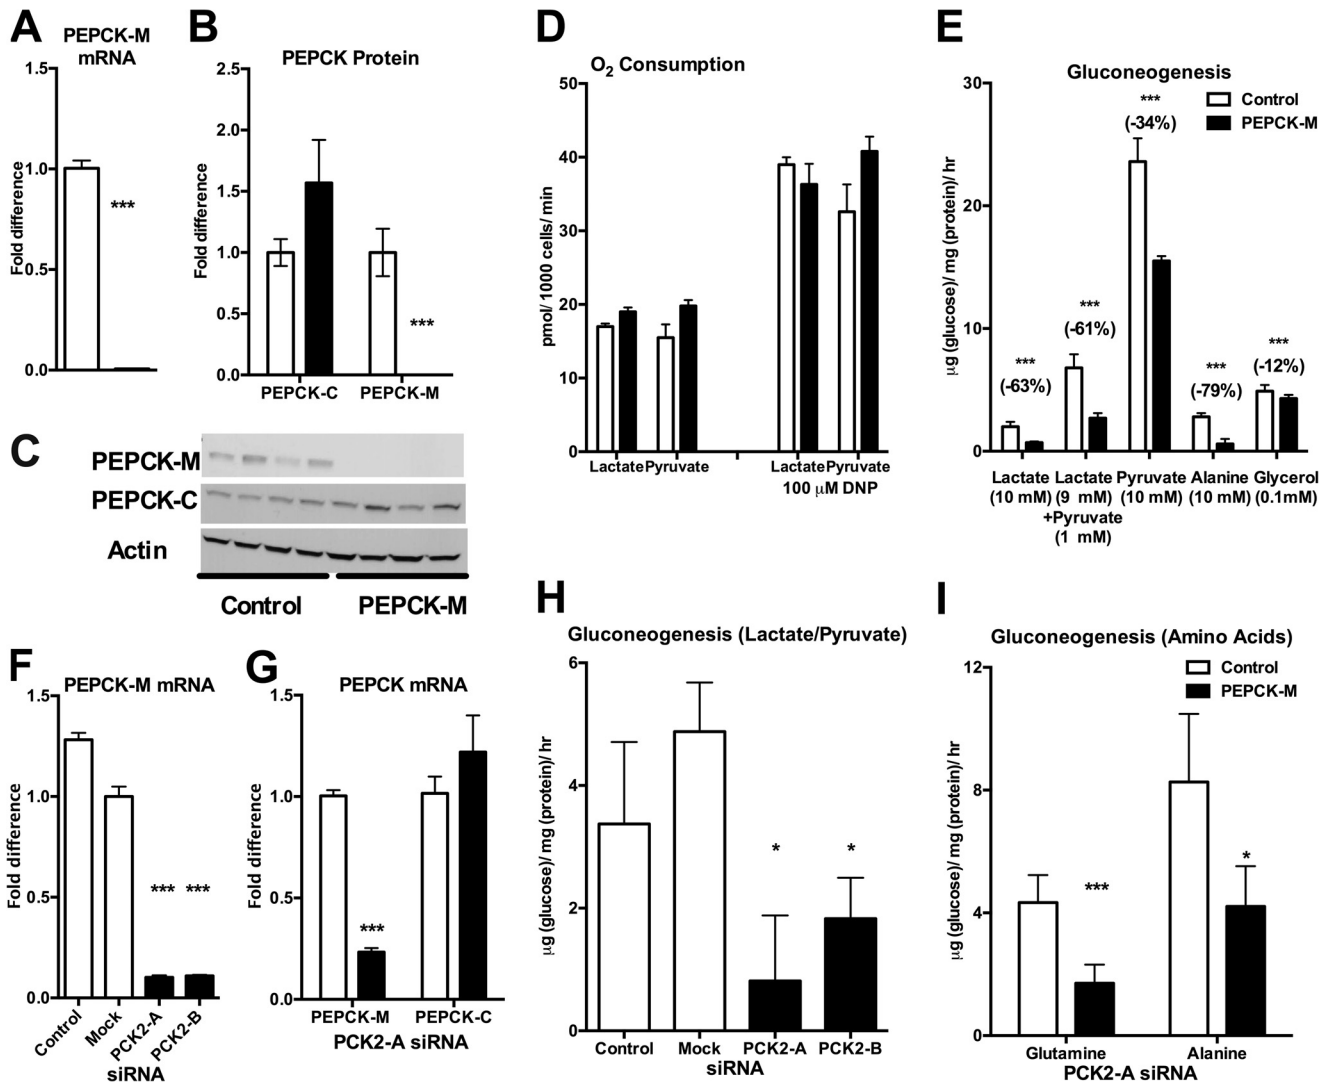 A
PEPCK-M
mRNA
1.5
1.0
0.5
0.0
Fold difference
***
B
PEPCK Protein
2.5
2.0
1.5
1.0
0.5
0.0
Fold difference
***
PEPCK-C
PEPCK-M
C
PEPCK-M
PEPCK-C
Actin
Control
PEPCK-M
D
O2 Consumption
50
40
30
20
10
0
pmol/ 1000 cells/ min
Lactate
Pyruvate
Lactate
Pyruvate
100 μM DNP
E
Gluconeogenesis
Control
PEPCK-M
30
20
10
0
μg (glucose)/ mg (protein)/ hr
***
(-63%)
***
(-61%)
***
(-34%)
***
(-79%)
***
(-12%)
Lactate
(10 mM)
Lactate
(9 mM)
+Pyruvate
(1 mM)
Pyruvate
(10 mM)
Alanine
(10 mM)
Glycerol
(0.1mM)
F
PEPCK-M mRNA
1.5
1.0
0.5
0.0
Fold difference
***
***
Control
Mock
PCK2-A
PCK2-B
siRNA
G
PEPCK mRNA
1.5
1.0
0.5
0.0
Fold difference
***
PEPCK-M
PEPCK-C
PCK2-A siRNA
H
Gluconeogenesis (Lactate/Pyruvate)
6
4
2
0
μg (glucose)/ mg (protein)/ hr
*
*
Control
Mock
PCK2-A
PCK2-B
siRNA
I
Gluconeogenesis (Amino Acids)
Control
PEPCK-M
12
8
4
0
μg (glucose)/ mg (protein)/ hr
***
*
Glutamine
Alanine
PCK2-A siRNA